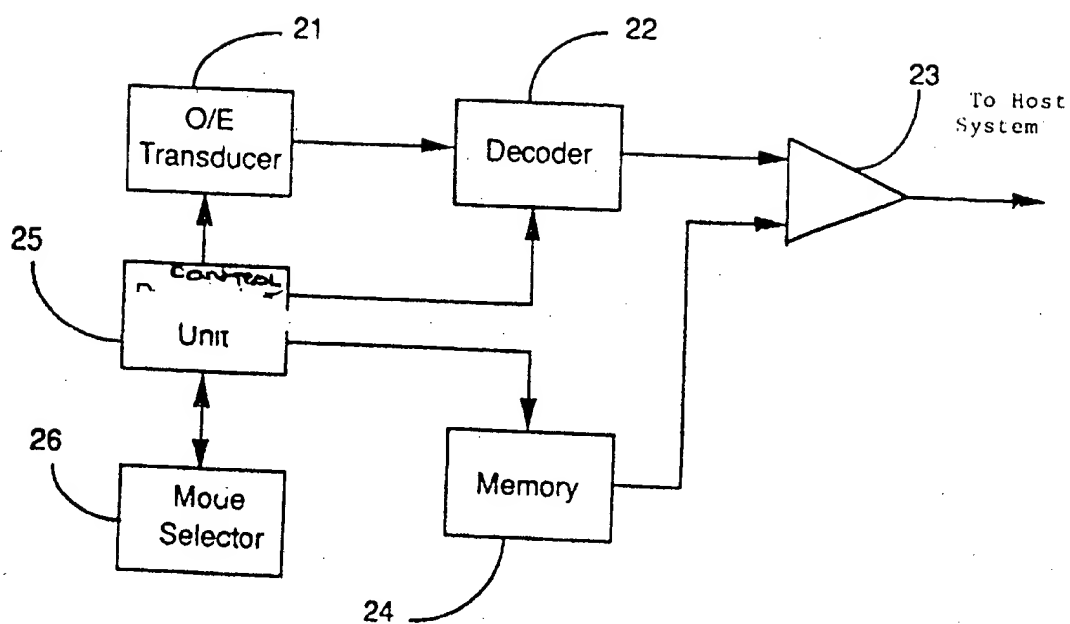 21
22
23
To Host
System
O/E
Transducer
Decoder
25
CONTROL
Unit
26
Mode
Selector
Memory
24